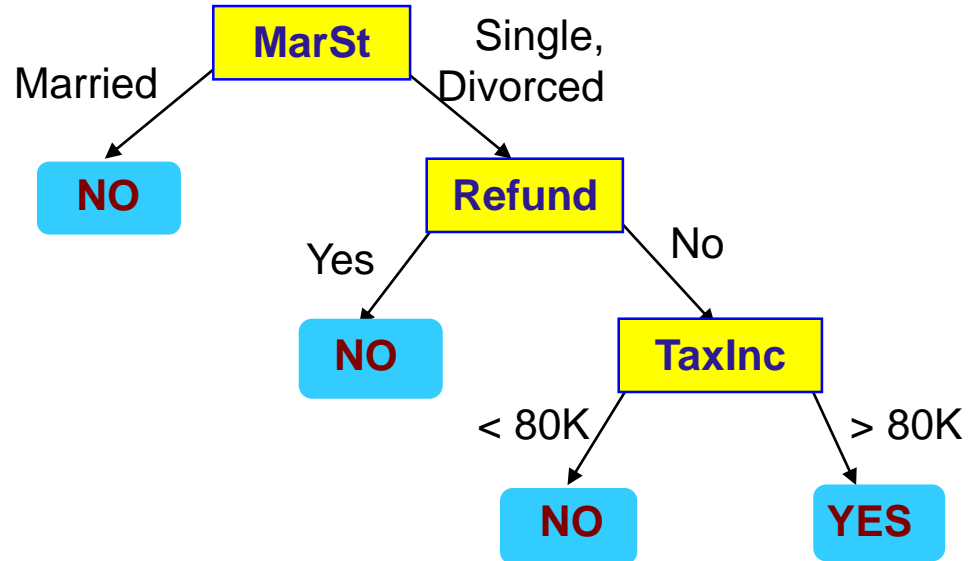 MarSt
Single,
Divorced
Married
NO
Refund
Yes
No
NO
TaxInc
< 80K
> 80K
NO
YES